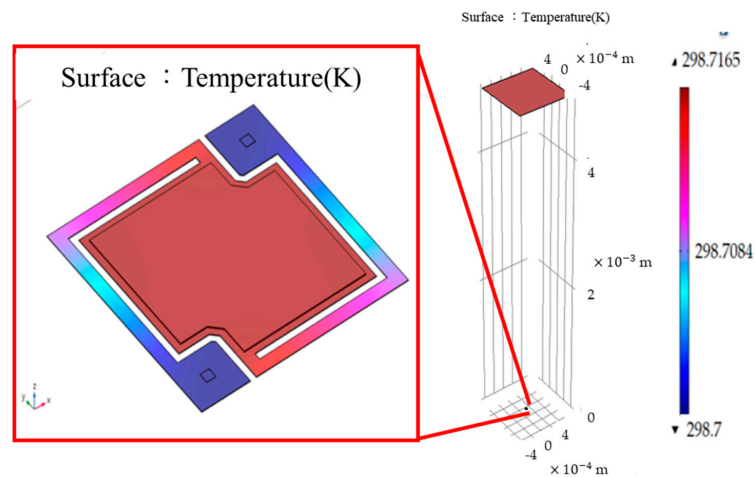 Surface ：Temperature(K)
Surface ：Temperature(K)
4
0
-4
×10⁻⁴ m
▲ 298.7165
4
×10⁻³ m
298.7084
2
z
y
x
0
4
0
-4
×10⁻⁴ m
▼ 298.7